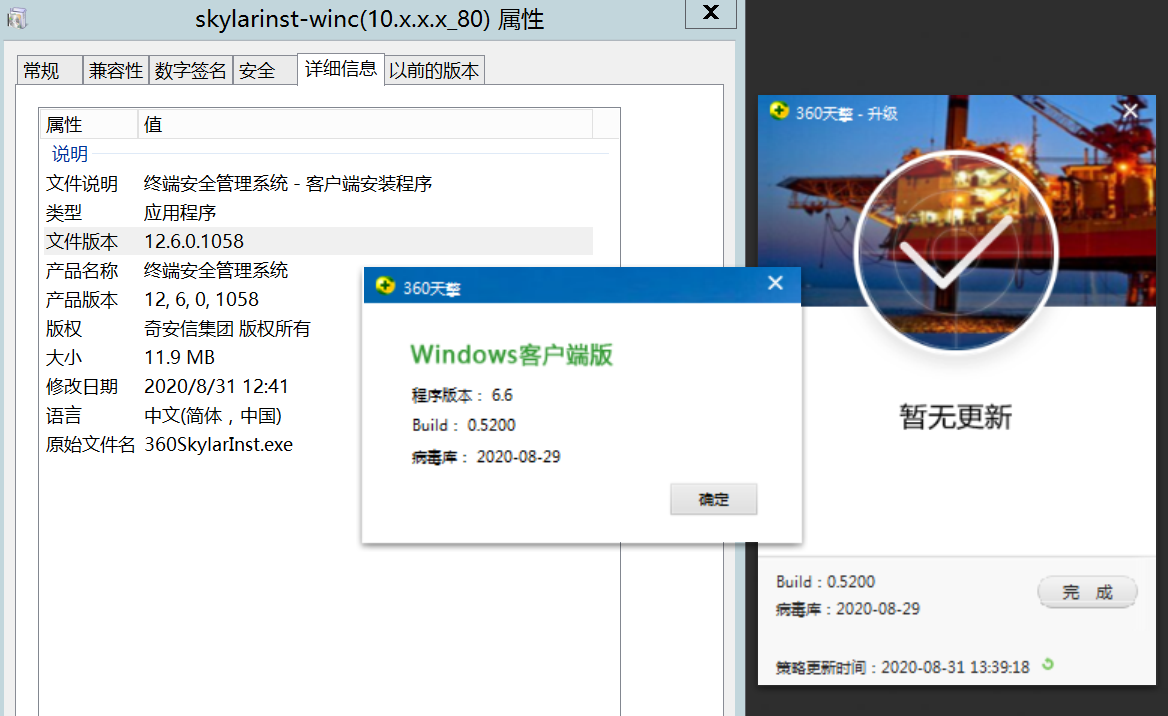 skylarinst-winc(10.x.x.x_80) 属性
常规 兼容性 数字签名 安全 详细信息 以前的版本
属性 值
说明
文件说明 终端安全管理系统 - 客户端安装程序
类型 应用程序
文件版本 12.6.0.1058
产品名称 终端安全管理系统
产品版本 12, 6, 0, 1058
版权 奇安信集团 版权所有
大小 11.9 MB
修改日期 2020/8/31 12:41
语言 中文(简体，中国)
原始文件名 360SkylarInst.exe
360天擎
Windows客户端版
程序版本： 6.6
Build： 0.5200
病毒库： 2020-08-29
确定
360天擎 - 升级
暂无更新
Build：0.5200
病毒库：2020-08-29
完 成
策略更新时间：2020-08-31 13:39:18